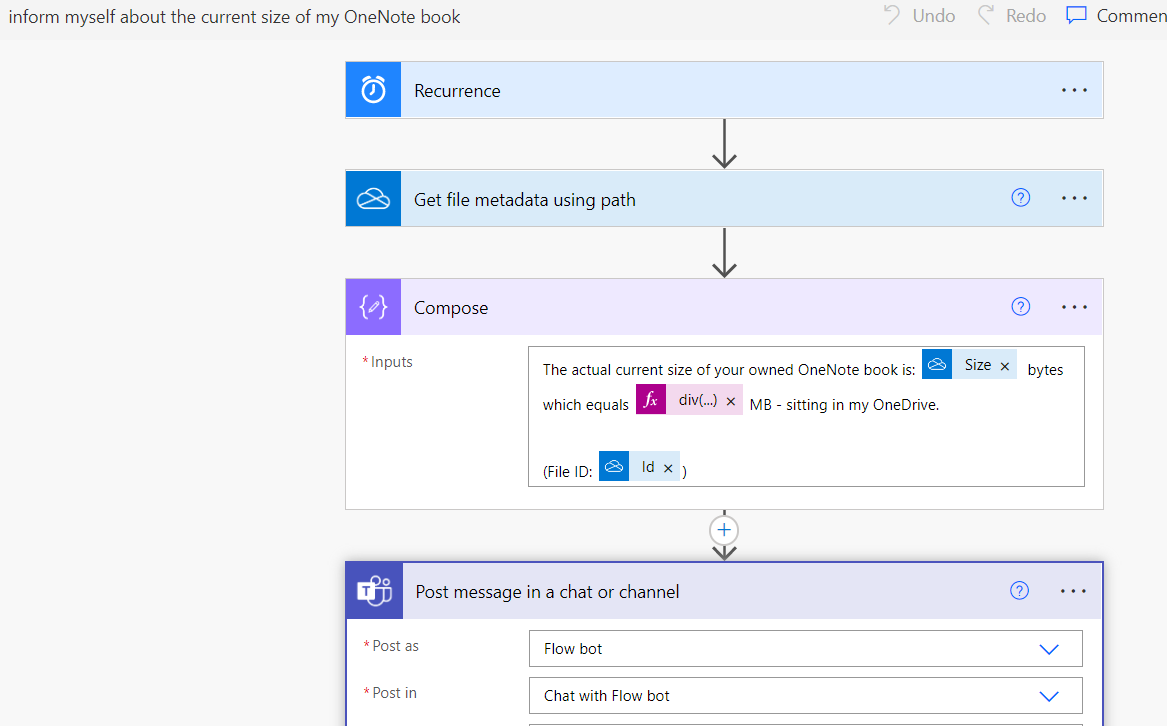 inform myself about the current size of my OneNote book
Undo
Redo
Commen
Recurrence
Get file metadata using path
?
Compose
?
*Inputs
The actual current size of your owned OneNote book is: Size × bytes
which equals fx div(...) × MB - sitting in my OneDrive.
(File ID: Id × )
Post message in a chat or channel
?
*Post as
Flow bot
*Post in
Chat with Flow bot